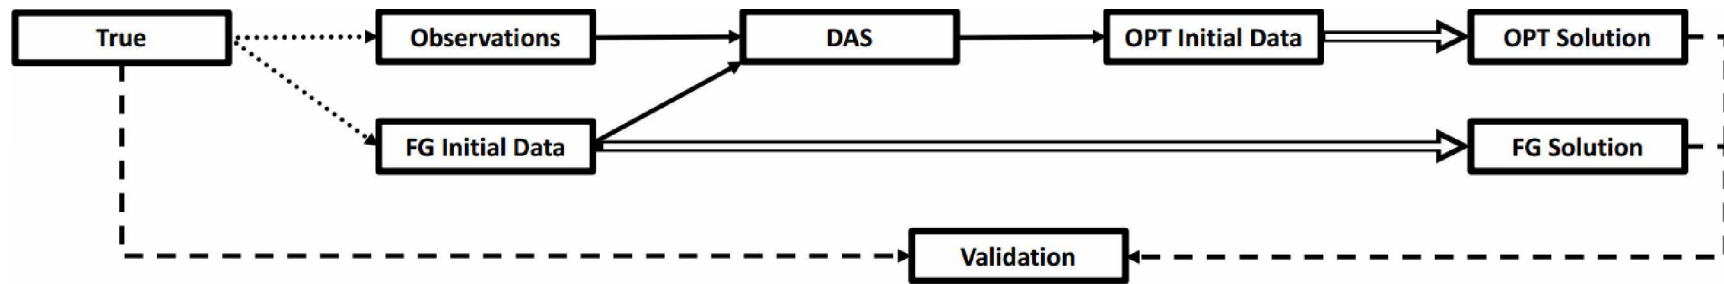 True
Observations
DAS
OPT Initial Data
OPT Solution
FG Initial Data
FG Solution
Validation